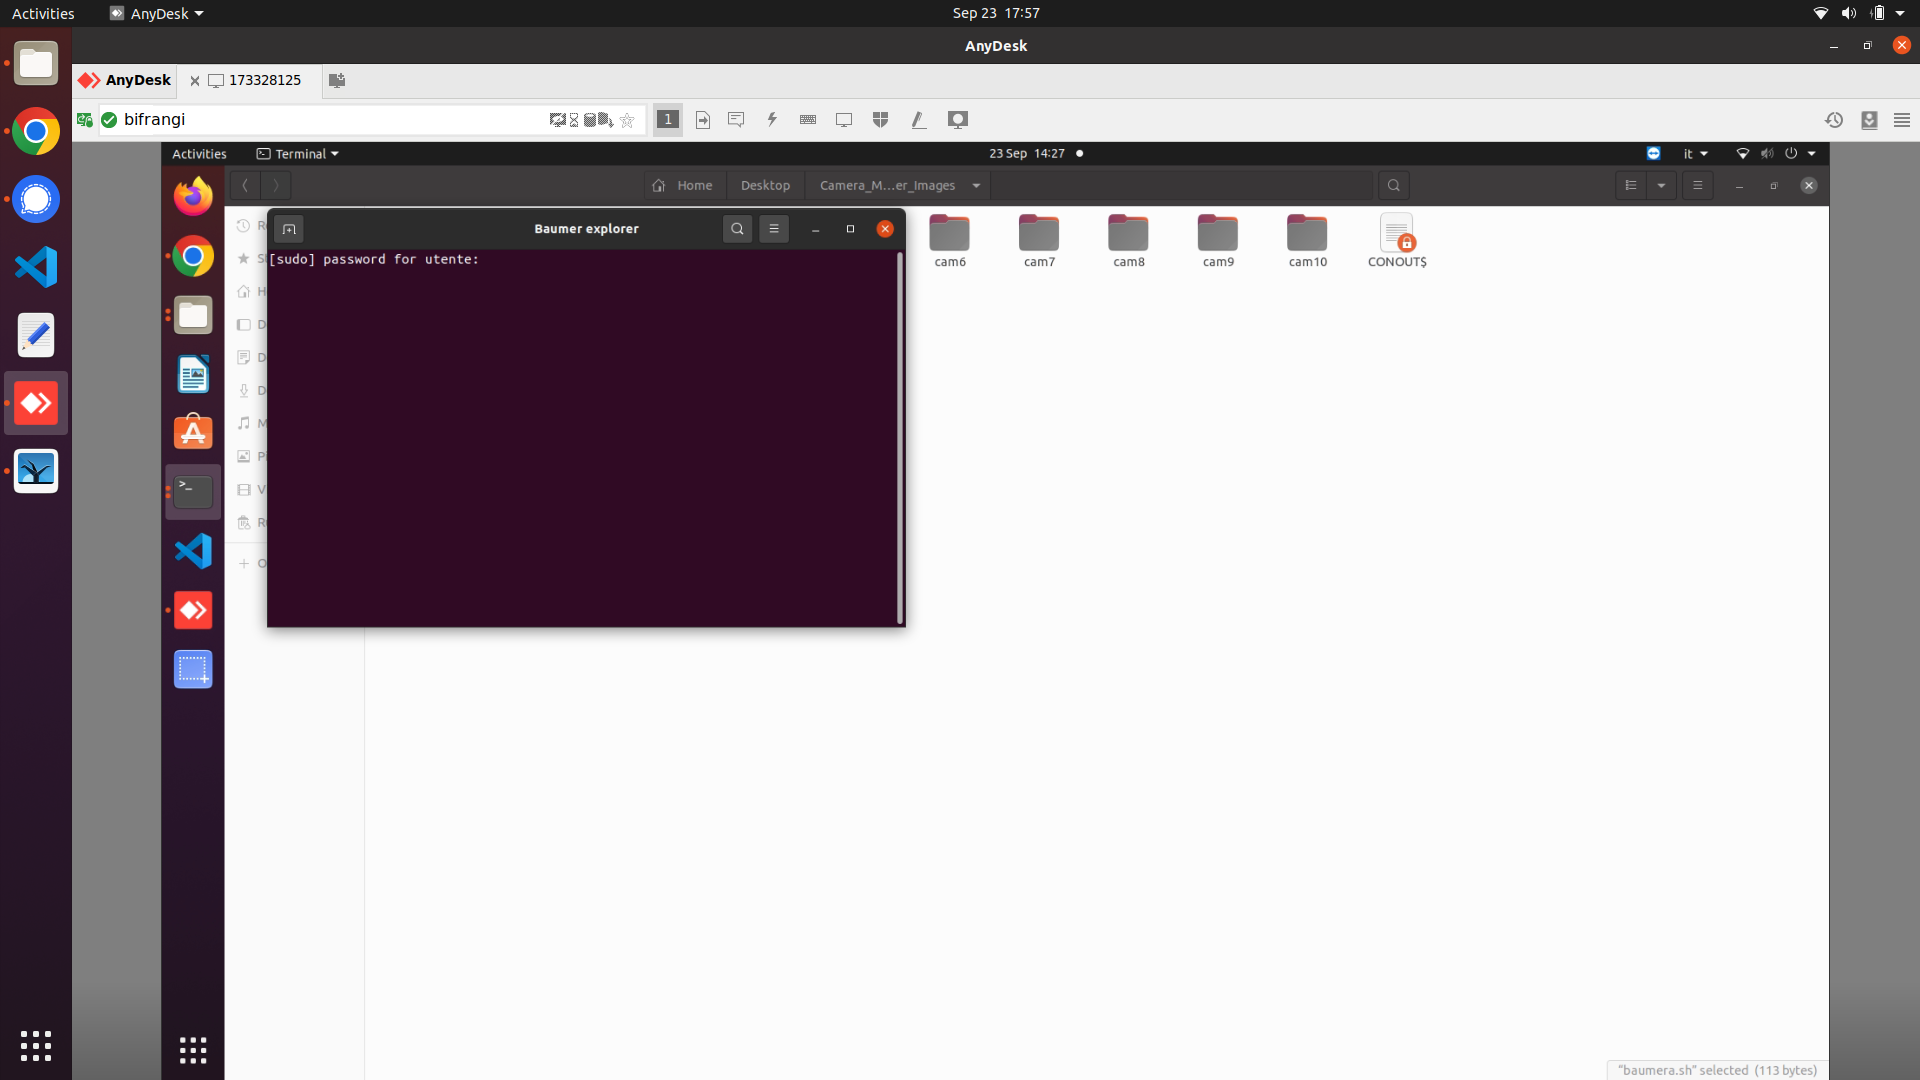 Activities
AnyDesk
Sep 23 17:57
AnyDesk
AnyDesk
173328125
bifrangi
1
Activities
Terminal
23 Sep 14:27
it
Home
Desktop
Camera_M...er_Images
Baumer explorer
[sudo] password for utente:
cam6
cam7
cam8
cam9
cam10
CONOUT$
"baumera.sh" selected (113 bytes)